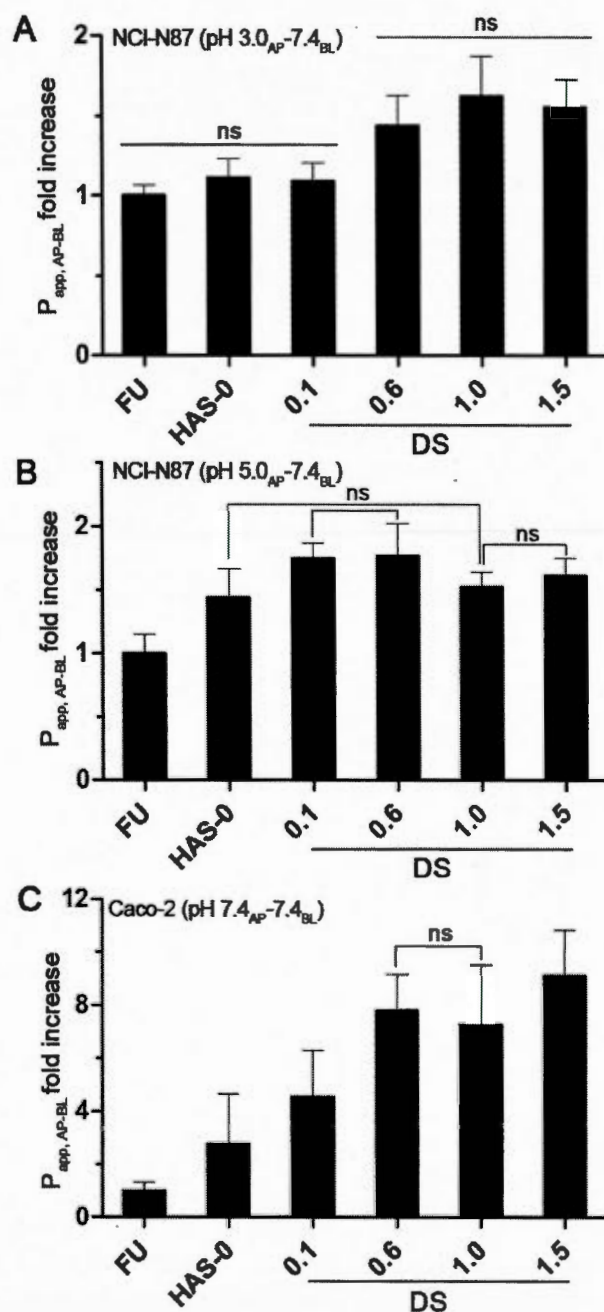 A
NCI-N87 (pH 3.0AP-7.4BL)
ns
ns
Papp, AP-BL fold increase
2
1
0
FU
HAS-0
0.1
0.6
1.0
1.5
DS
B
NCI-N87 (pH 5.0AP-7.4BL)
ns
ns
Papp, AP-BL fold increase
2
1
0
FU
HAS-0
0.1
0.6
1.0
1.5
DS
C
Caco-2 (pH 7.4AP-7.4BL)
ns
Papp, AP-BL fold increase
12
8
4
0
FU
HAS-0
0.1
0.6
1.0
1.5
DS